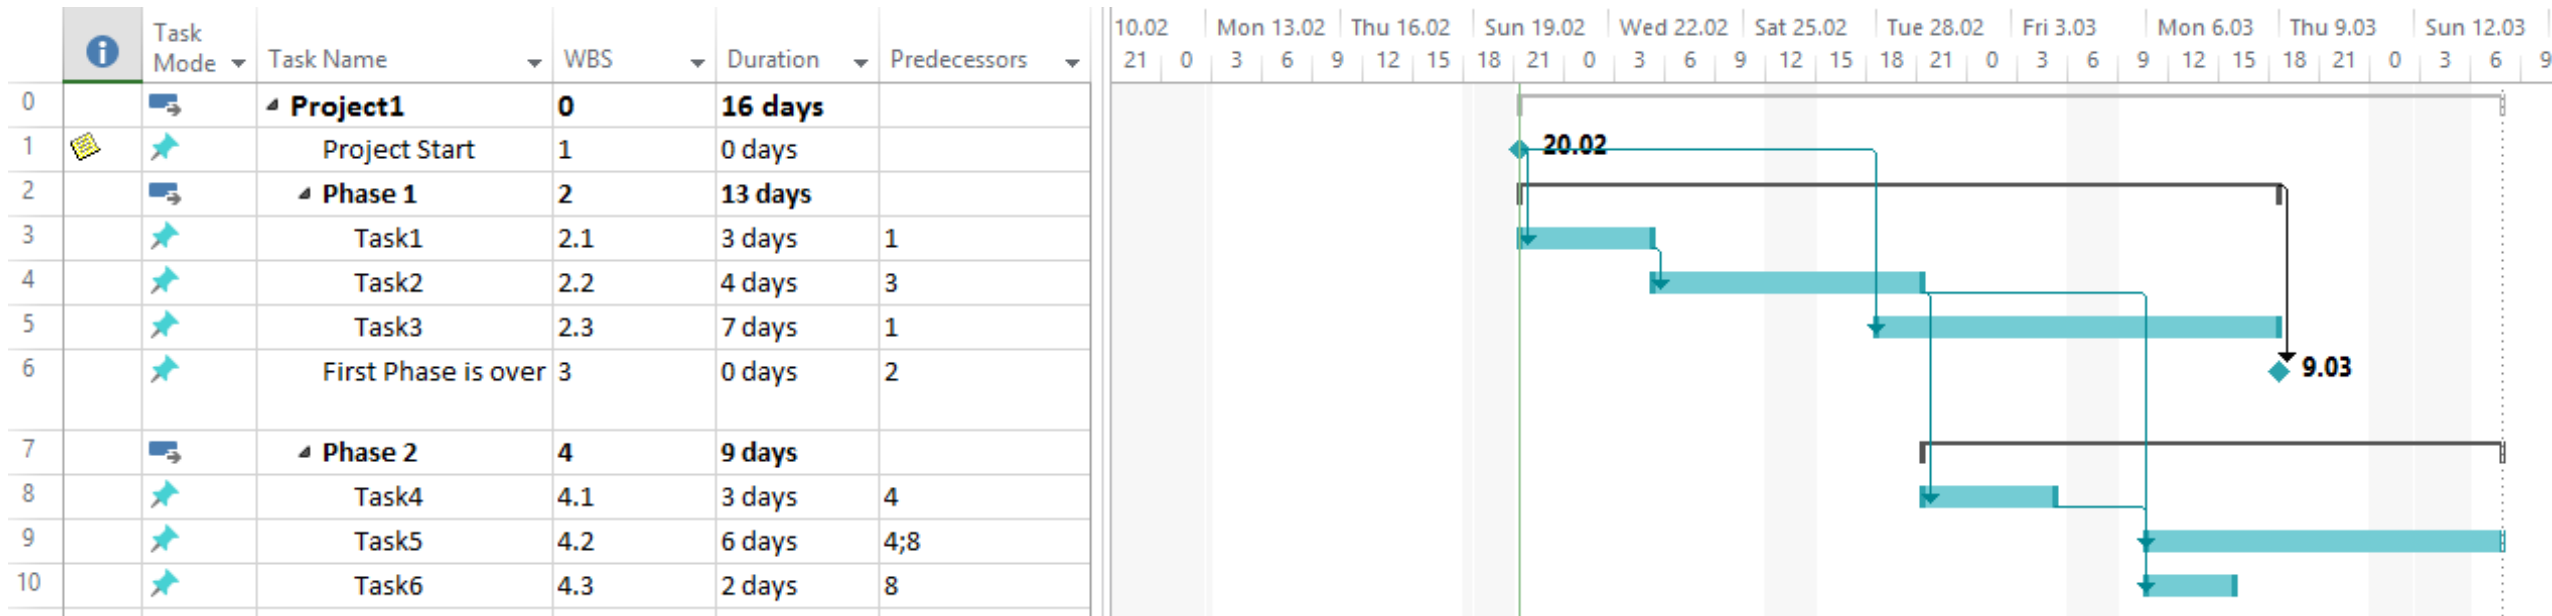 Task Mode Task Name WBS Duration Predecessors
10.02 Mon 13.02 Thu 16.02 Sun 19.02 Wed 22.02 Sat 25.02 Tue 28.02 Fri 3.03 Mon 6.03 Thu 9.03 Sun 12.03
21 0 3 6 9 12 15 18 21 0 3 6 9 12 15 18 21 0 3 6 9 12 15 18 21 0 3 6 9
0 Project1 0 16 days
1 Project Start 1 0 days 20.02
2 Phase 1 2 13 days
3 Task1 2.1 3 days 1
4 Task2 2.2 4 days 3
5 Task3 2.3 7 days 1
6 First Phase is over 3 0 days 2 9.03
7 Phase 2 4 9 days
8 Task4 4.1 3 days 4
9 Task5 4.2 6 days 4;8
10 Task6 4.3 2 days 8